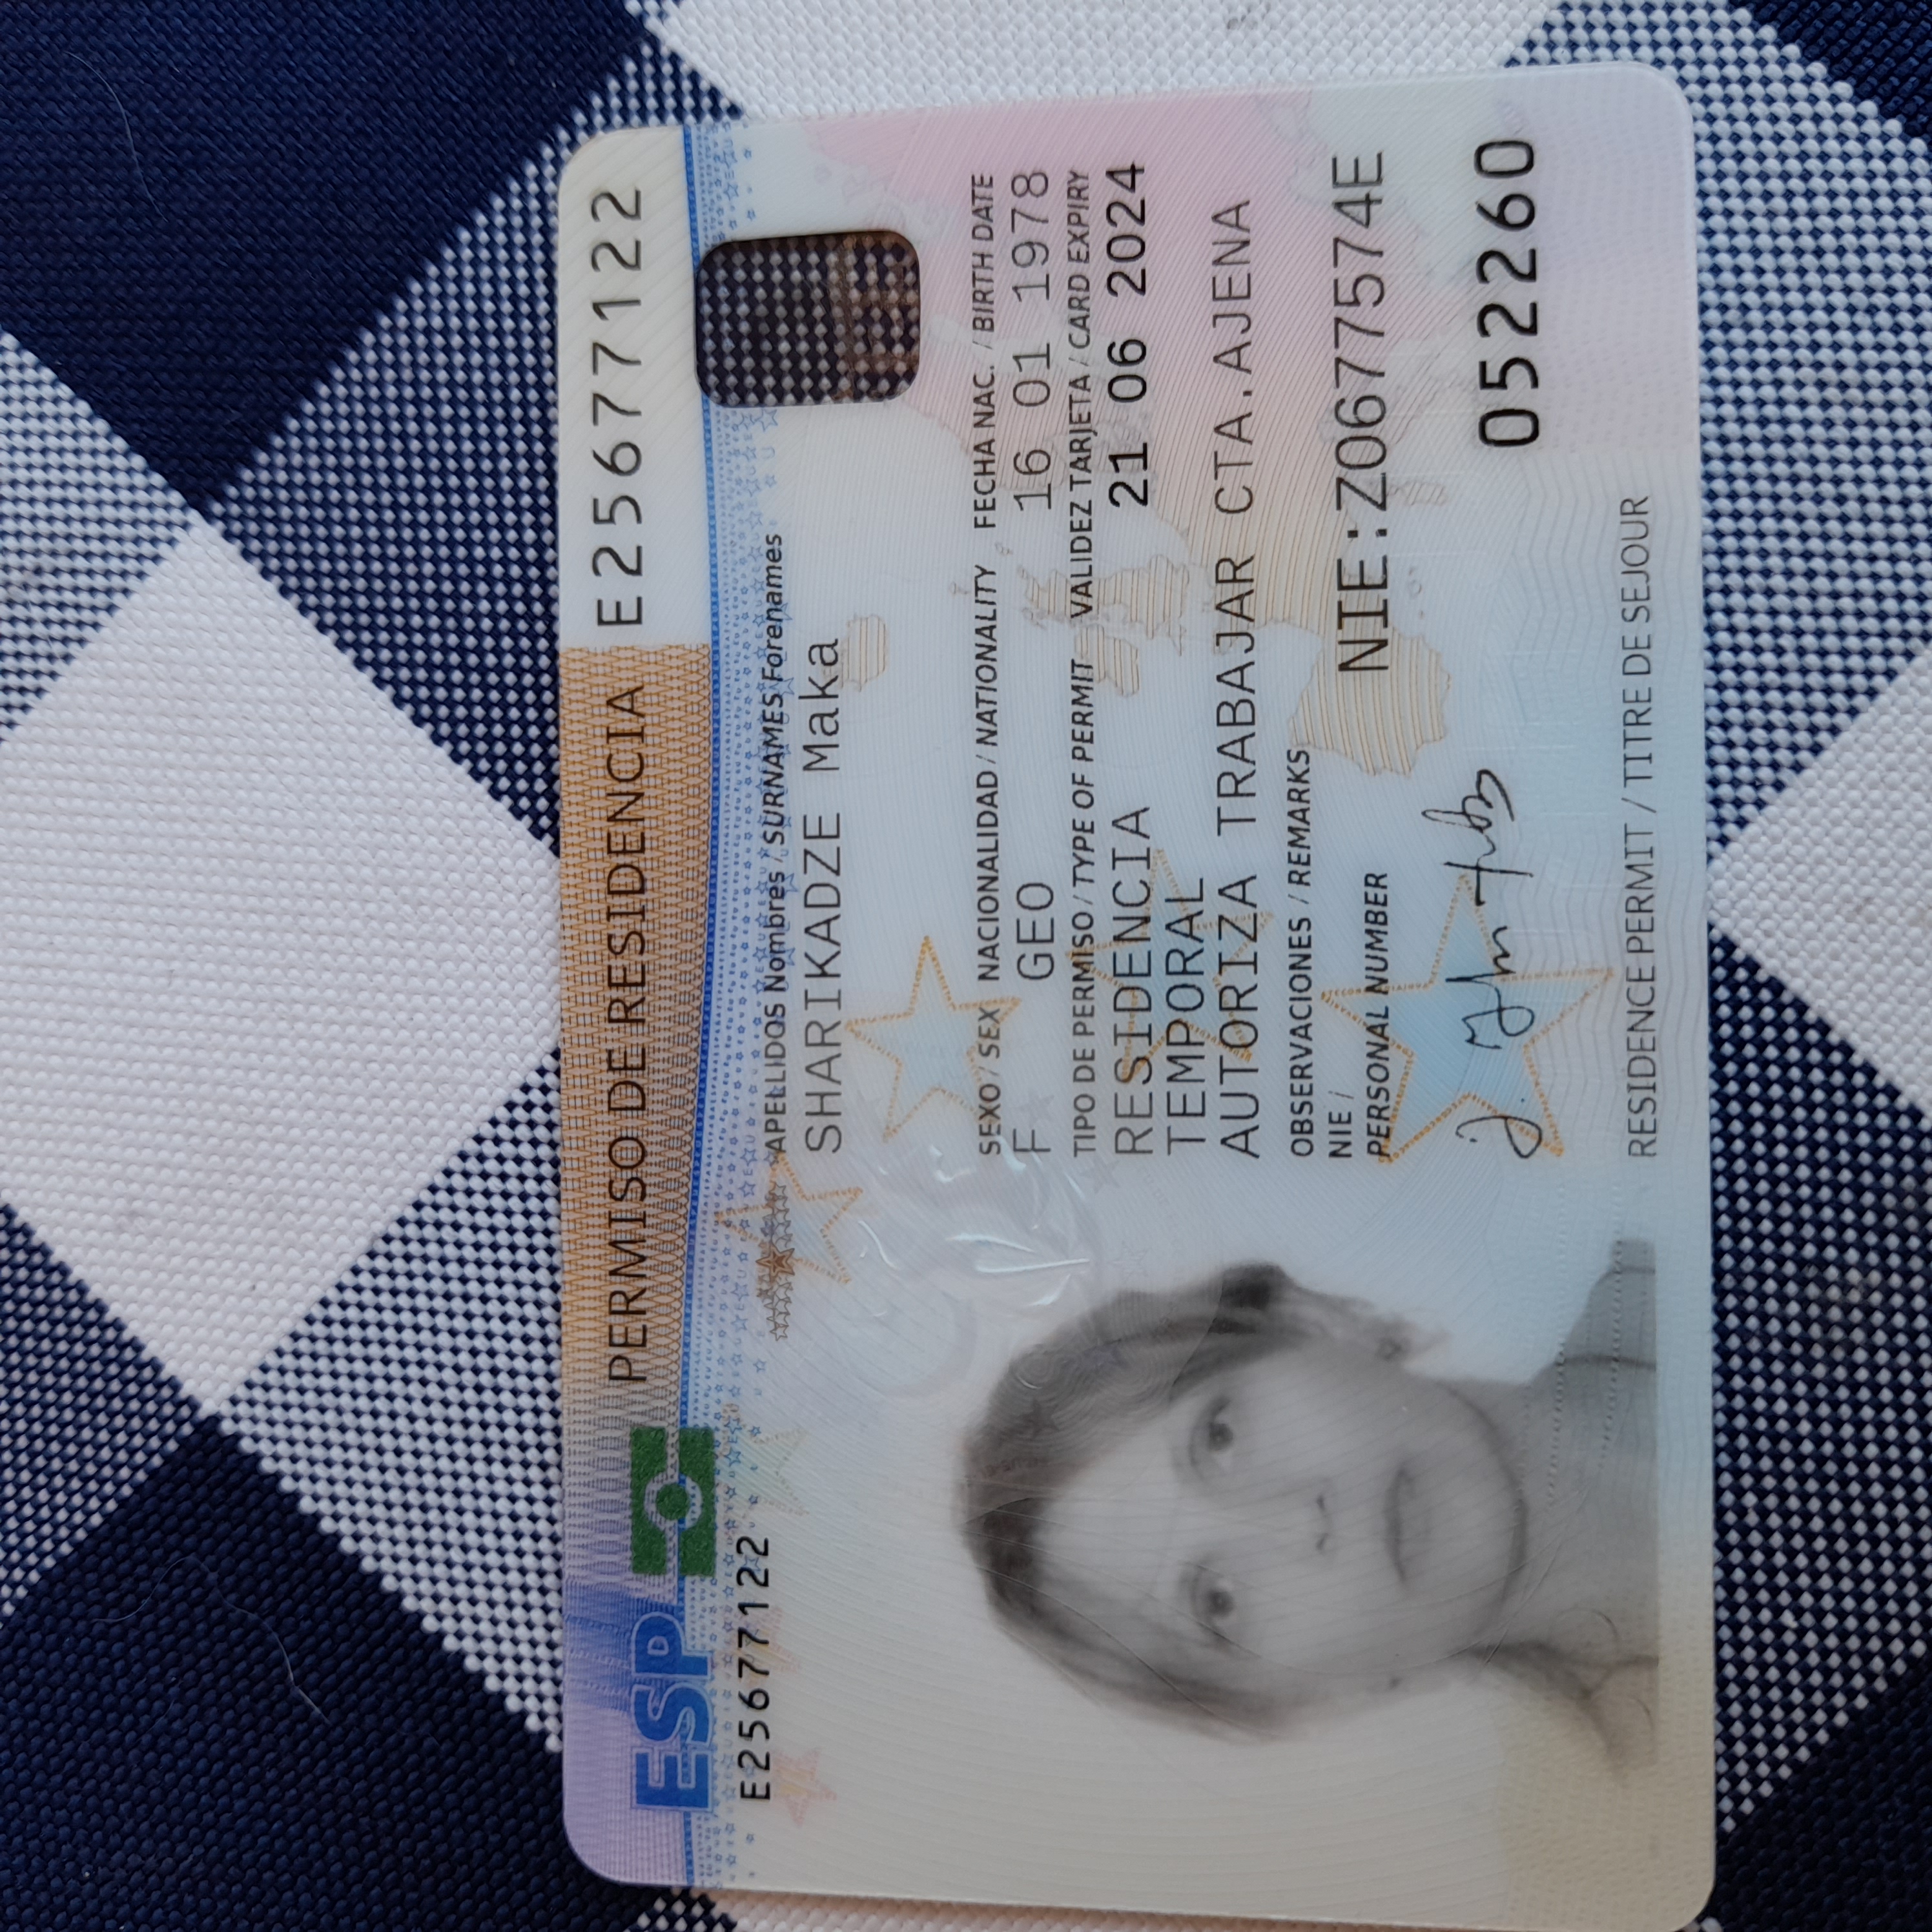 ESP
PERMISO DE RESIDENCIA E25677122
E25677122
APELLIDOS Nombres / SURNAMES Forenames
SHARIKADZE Maka
SEXO / SEX NACIONALIDAD / NATIONALITY FECHA NAC. / BIRTH DATE
F GEO 16 01 1978
TIPO DE PERMISO / TYPE OF PERMIT VALIDEZ TARJETA / CARD EXPIRY
RESIDENCIA 21 06 2024
TEMPORAL
AUTORIZA TRABAJAR CTA.AJENA
OBSERVACIONES / REMARKS
NIE /
PERSONAL NUMBER NIE:Z0677574E
052260
RESIDENCE PERMIT / TITRE DE SEJOUR